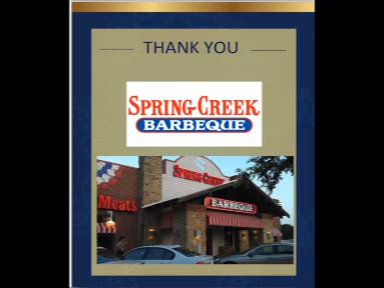 THANK YOU
SPRING CREEK
BARBEQUE
SPRING CREEK
BARBEQUE
Meats